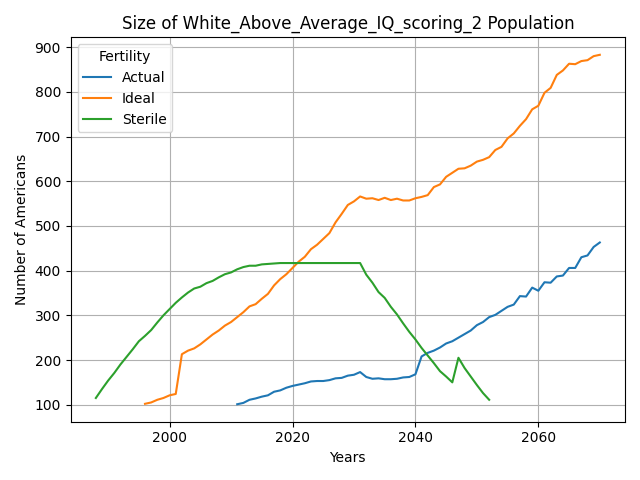 Size of White_Above_Average_IQ_scoring_2 Population
900
800
700
600
500
400
300
200
100
Number of Americans
Fertility
Actual
Ideal
Sterile
2000 2020 2040 2060
Years